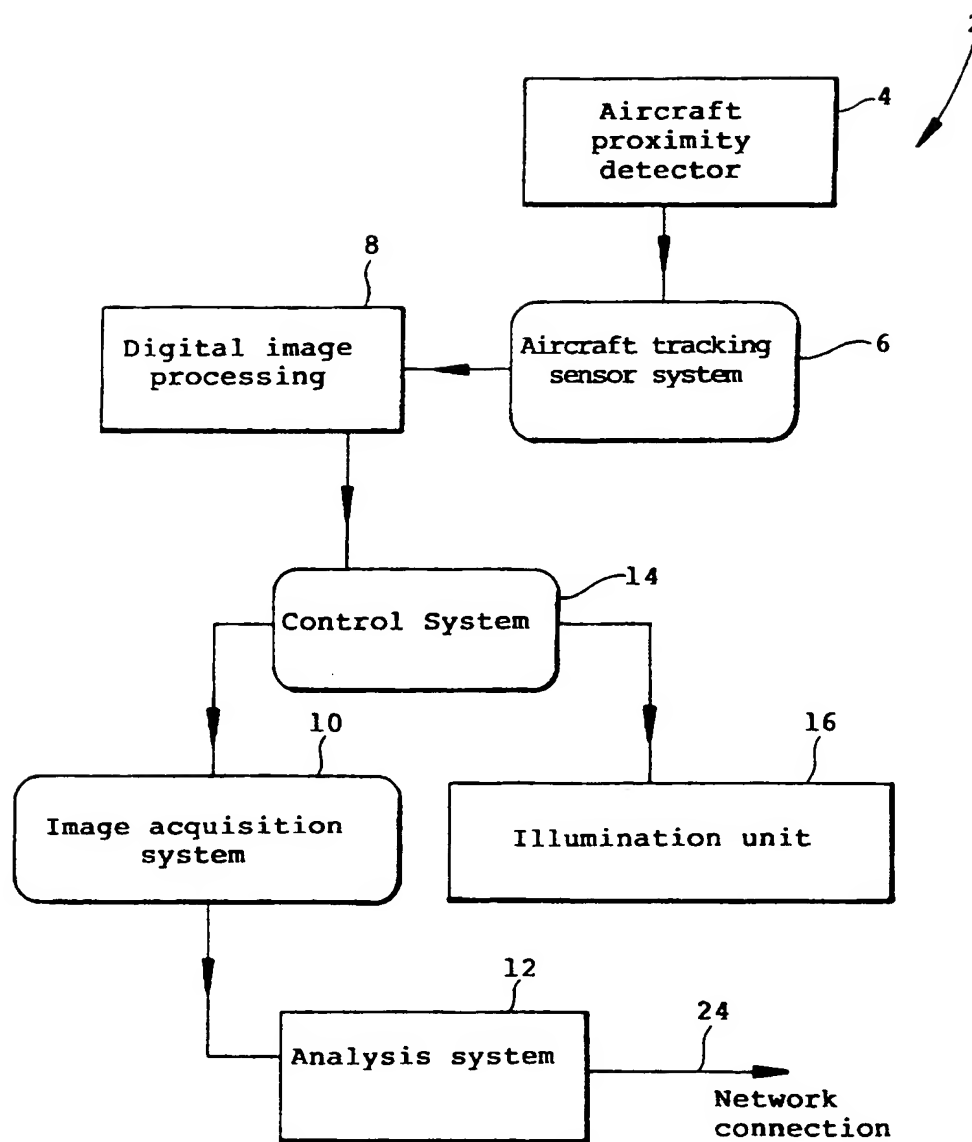 2
Aircraft
proximity
detector
4
8
Digital image
processing
Aircraft tracking
sensor system
6
Control System
14
10
Image acquisition
system
16
Illumination unit
12
Analysis system
24
Network
connection